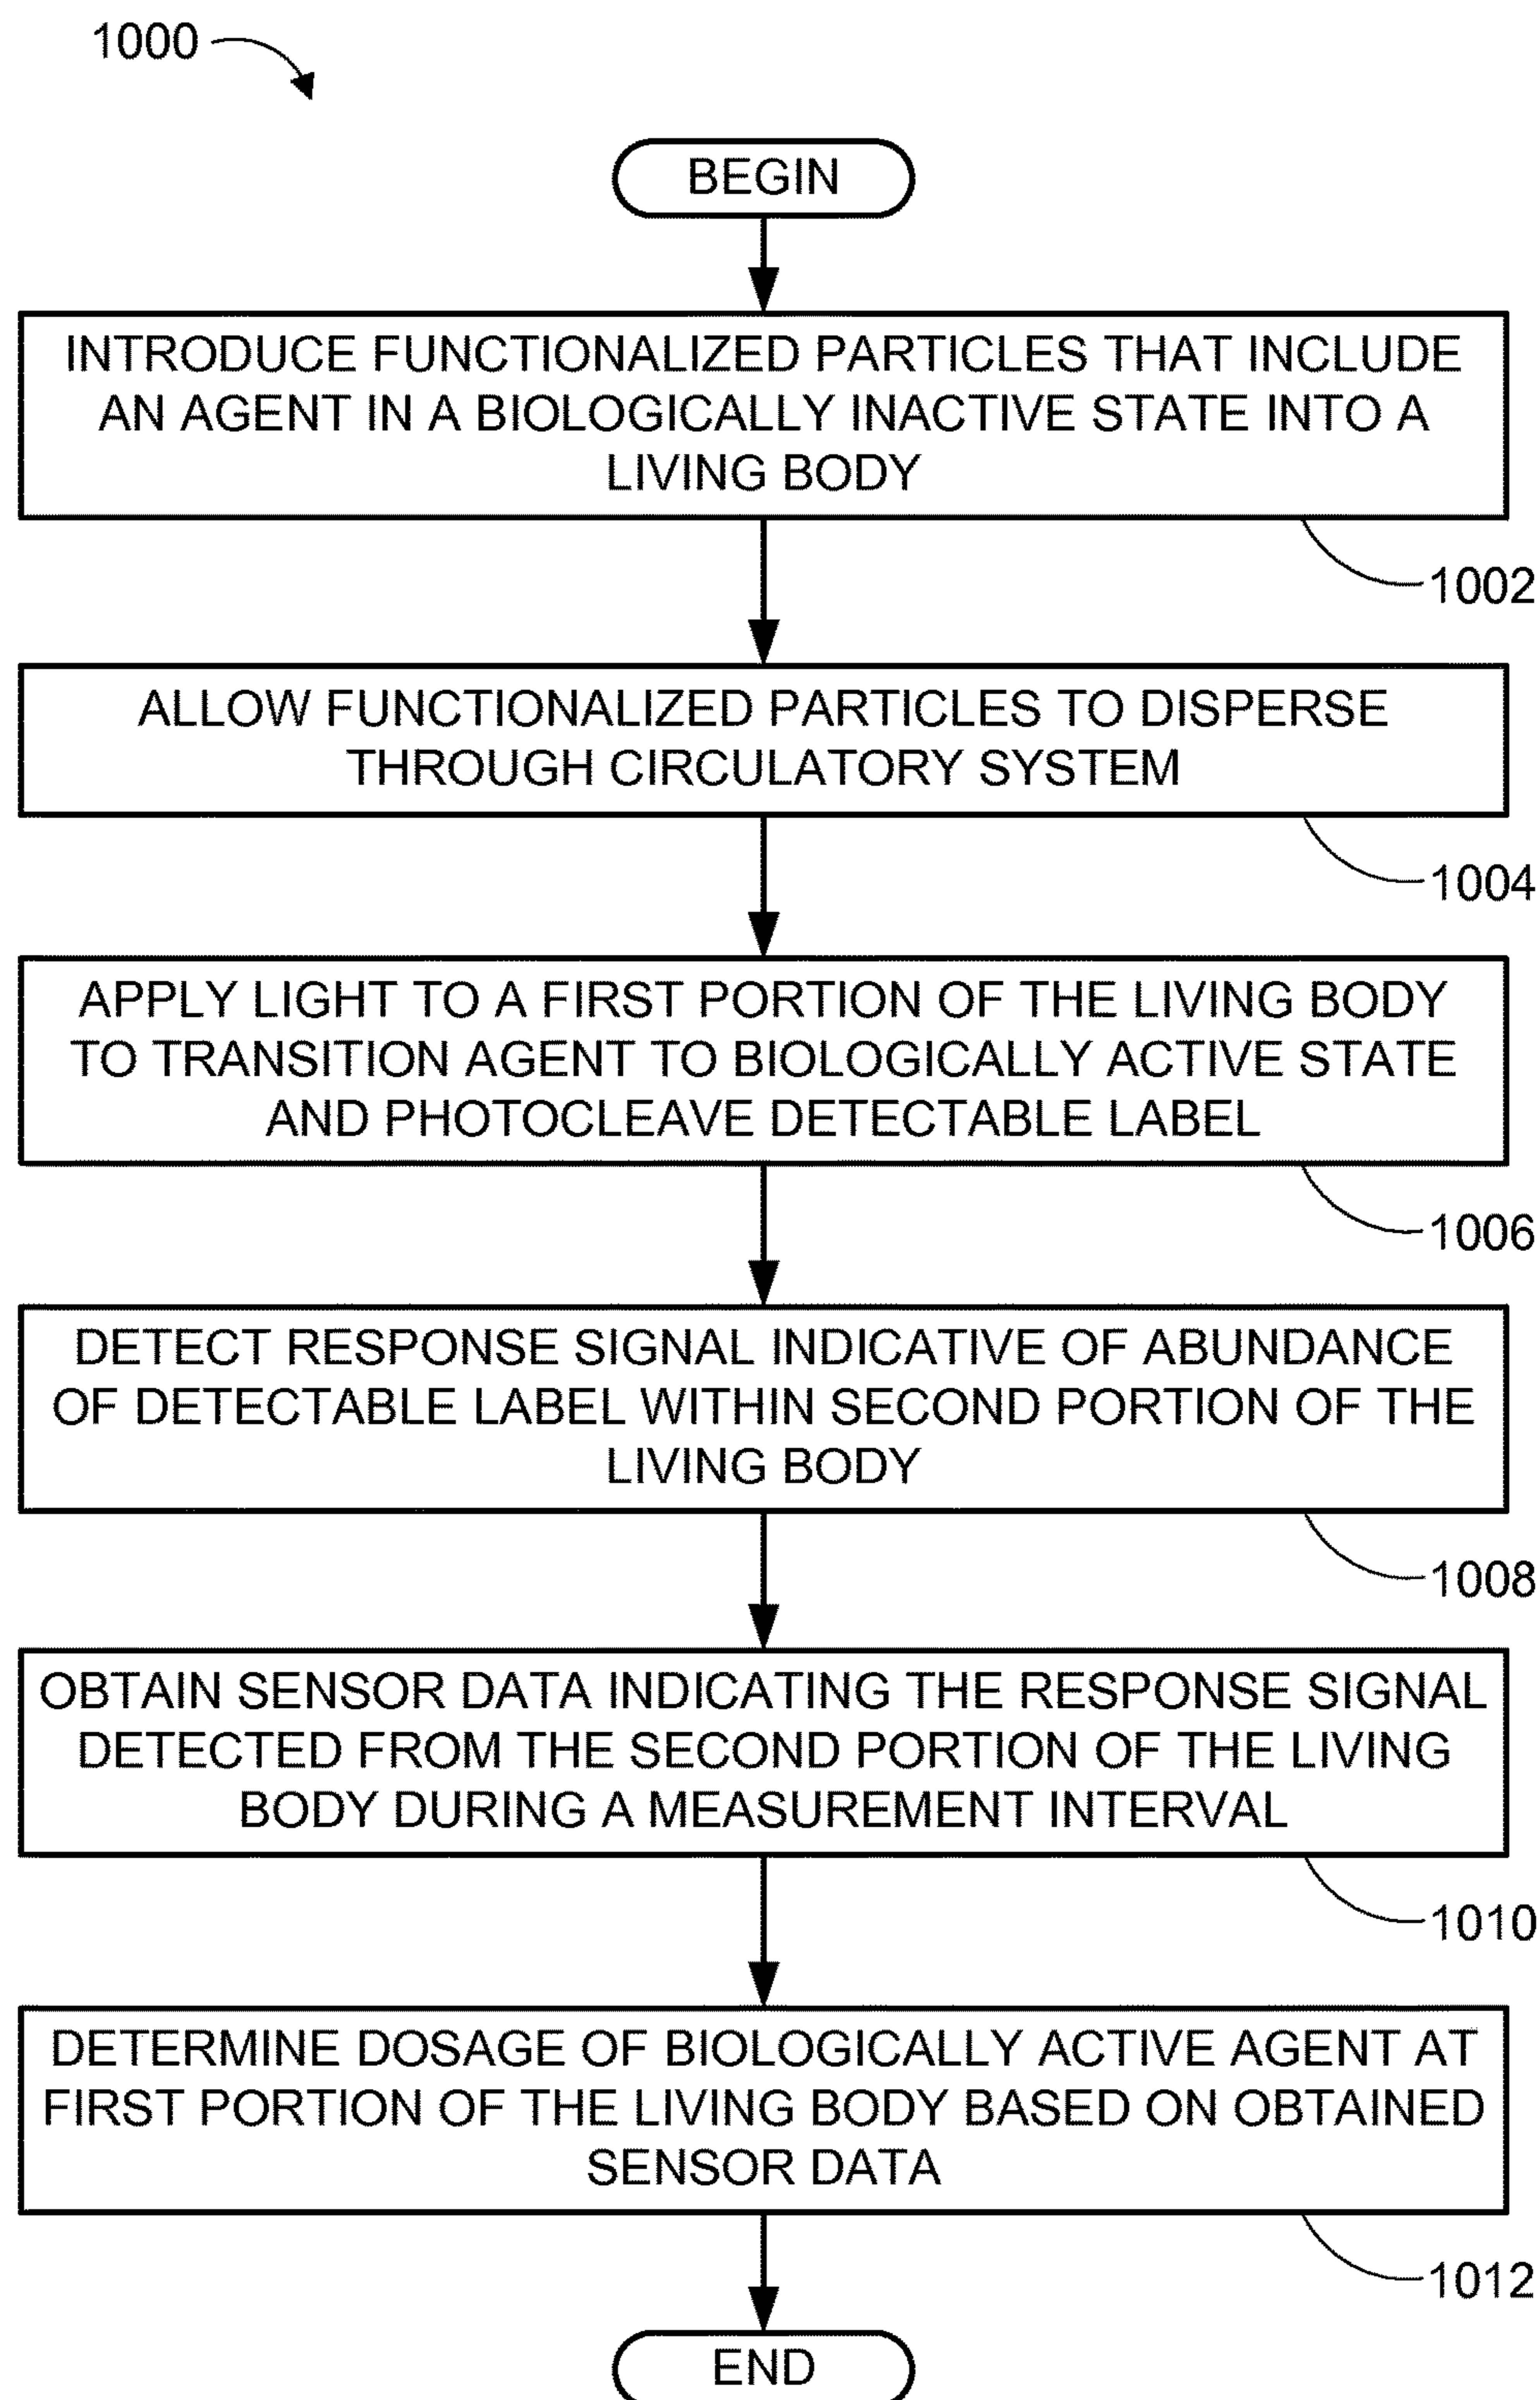 1000
BEGIN
INTRODUCE FUNCTIONALIZED PARTICLES THAT INCLUDE
AN AGENT IN A BIOLOGICALLY INACTIVE STATE INTO A
LIVING BODY
1002
ALLOW FUNCTIONALIZED PARTICLES TO DISPERSE
THROUGH CIRCULATORY SYSTEM
1004
APPLY LIGHT TO A FIRST PORTION OF THE LIVING BODY
TO TRANSITION AGENT TO BIOLOGICALLY ACTIVE STATE
AND PHOTOCLEAVE DETECTABLE LABEL
1006
DETECT RESPONSE SIGNAL INDICATIVE OF ABUNDANCE
OF DETECTABLE LABEL WITHIN SECOND PORTION OF THE
LIVING BODY
1008
OBTAIN SENSOR DATA INDICATING THE RESPONSE SIGNAL
DETECTED FROM THE SECOND PORTION OF THE LIVING
BODY DURING A MEASUREMENT INTERVAL
1010
DETERMINE DOSAGE OF BIOLOGICALLY ACTIVE AGENT AT
FIRST PORTION OF THE LIVING BODY BASED ON OBTAINED
SENSOR DATA
1012
END